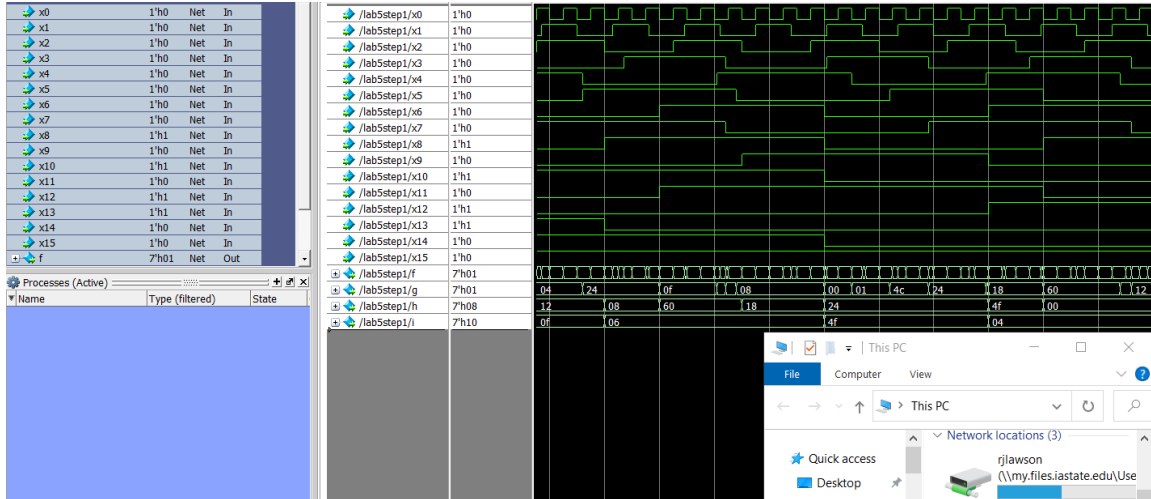 x0 1'h0 Net In
x1 1'h0 Net In
x2 1'h0 Net In
x3 1'h0 Net In
x4 1'h0 Net In
x5 1'h0 Net In
x6 1'h0 Net In
x7 1'h0 Net In
x8 1'h1 Net In
x9 1'h0 Net In
x10 1'h1 Net In
x11 1'h0 Net In
x12 1'h1 Net In
x13 1'h1 Net In
x14 1'h0 Net In
x15 1'h0 Net In
f 7'h01 Net Out
Processes (Active)
Name Type (filtered) State
/lab5step1/x0 1'h0
/lab5step1/x1 1'h0
/lab5step1/x2 1'h0
/lab5step1/x3 1'h0
/lab5step1/x4 1'h0
/lab5step1/x5 1'h0
/lab5step1/x6 1'h0
/lab5step1/x7 1'h0
/lab5step1/x8 1'h1
/lab5step1/x9 1'h0
/lab5step1/x10 1'h1
/lab5step1/x11 1'h0
/lab5step1/x12 1'h1
/lab5step1/x13 1'h1
/lab5step1/x14 1'h0
/lab5step1/x15 1'h0
/lab5step1/f 7'h01
/lab5step1/g 7'h01 04 24 0f 08 00 01 4c 24 18 60 12
/lab5step1/h 7'h08 12 08 60 18 24 4f 00
/lab5step1/i 7'h10 0f 06 4f 04
This PC
File Computer View
This PC
Quick access
Desktop
Network locations (3)
rjlawson
(\\my.files.iastate.edu\Use